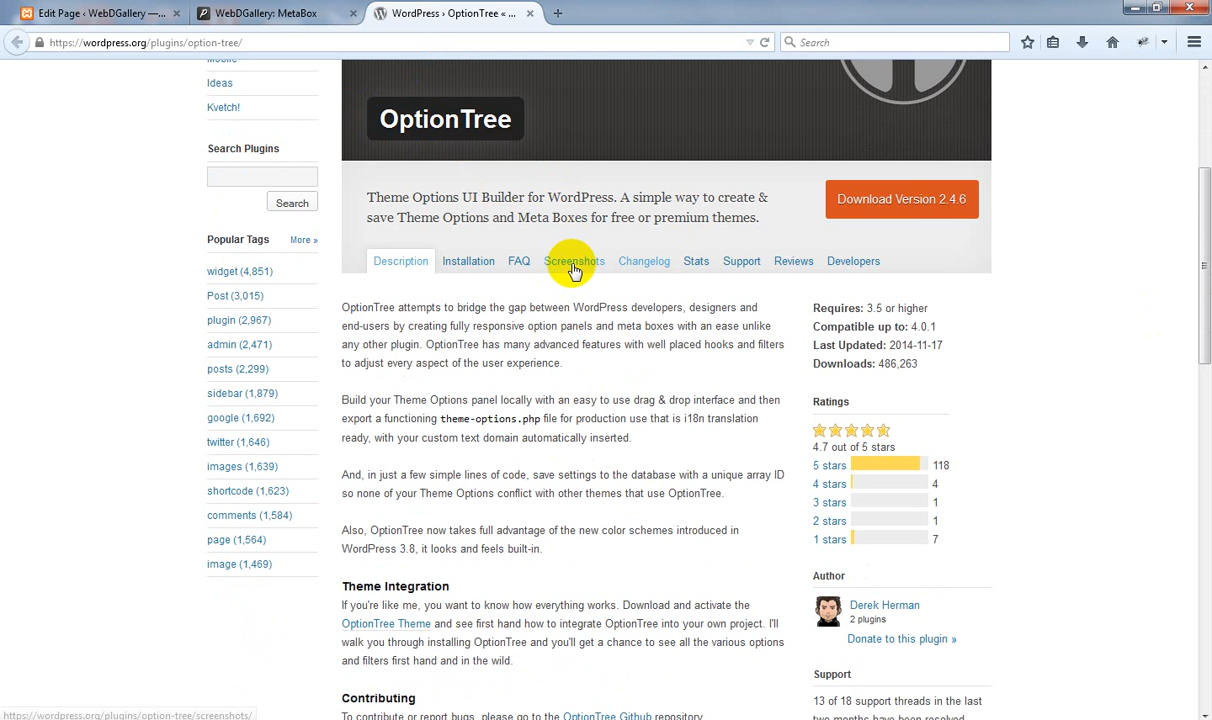 Edit Page ‹ WebDGallery —...
WebDGallery: MetaBox
WordPress › OptionTree « ...
https://wordpress.org/plugins/option-tree/
Search
Mobile
Ideas
Kvetch!
Search Plugins
Search
Popular Tags
More »
widget (4,851)
Post (3,015)
plugin (2,967)
admin (2,471)
posts (2,299)
sidebar (1,879)
google (1,692)
twitter (1,646)
images (1,639)
shortcode (1,623)
comments (1,584)
page (1,564)
image (1,469)
OptionTree
Theme Options UI Builder for WordPress. A simple way to create &
save Theme Options and Meta Boxes for free or premium themes.
Download Version 2.4.6
Description Installation FAQ Screenshots Changelog Stats Support Reviews Developers
OptionTree attempts to bridge the gap between WordPress developers, designers and
end-users by creating fully responsive option panels and meta boxes with an ease unlike
any other plugin. OptionTree has many advanced features with well placed hooks and filters
to adjust every aspect of the user experience.
Build your Theme Options panel locally with an easy to use drag & drop interface and then
export a functioning theme-options.php file for production use that is i18n translation
ready, with your custom text domain automatically inserted.
And, in just a few simple lines of code, save settings to the database with a unique array ID
so none of your Theme Options conflict with other themes that use OptionTree.
Also, OptionTree now takes full advantage of the new color schemes introduced in
WordPress 3.8, it looks and feels built-in.
Theme Integration
If you're like me, you want to know how everything works. Download and activate the
OptionTree Theme and see first hand how to integrate OptionTree into your own project. I'll
walk you through installing OptionTree and you'll get a chance to see all the various options
and filters first hand and in the wild.
Contributing
To contribute or report bugs, please go to the OptionTree Github repository.
Requires: 3.5 or higher
Compatible up to: 4.0.1
Last Updated: 2014-11-17
Downloads: 486,263
Ratings
4.7 out of 5 stars
5 stars 118
4 stars 4
3 stars 1
2 stars 1
1 stars 7
Author
Derek Herman
2 plugins
Donate to this plugin »
Support
13 of 18 support threads in the last
two months have been resolved.
https://wordpress.org/plugins/option-tree/screenshots/